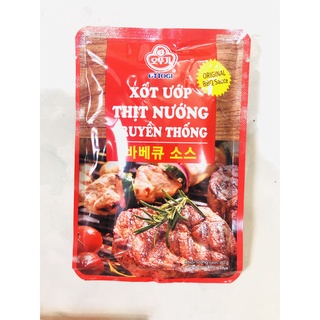 오뚜기
OTTOGI
XỐT ƯỚP
THỊT NƯỚNG
TRUYỀN THỐNG
바베큐 소스
ORIGINAL
BBQ Sauce